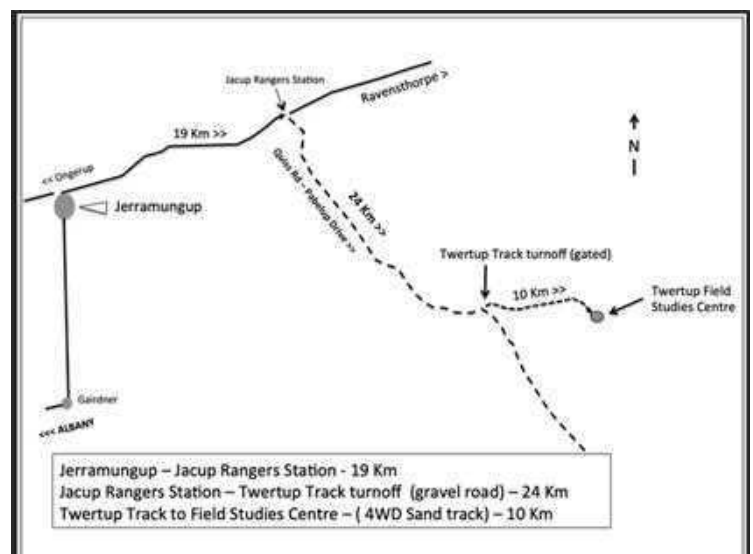 Jacup Rangers Station
Ravensthorpe >
19 Km >>
N
<< Ongerup
Jerramungup
Quiss Rd – Pabelup Drive >>
24 Km >>
Twertup Track turnoff (gated)
10 Km >>
Twertup Field
Studies Centre
Gairdner
<<< ALBANY
Jerramungup – Jacup Rangers Station - 19 Km
Jacup Rangers Station – Twertup Track turnoff (gravel road) – 24 Km
Twertup Track to Field Studies Centre – ( 4WD Sand track) – 10 Km